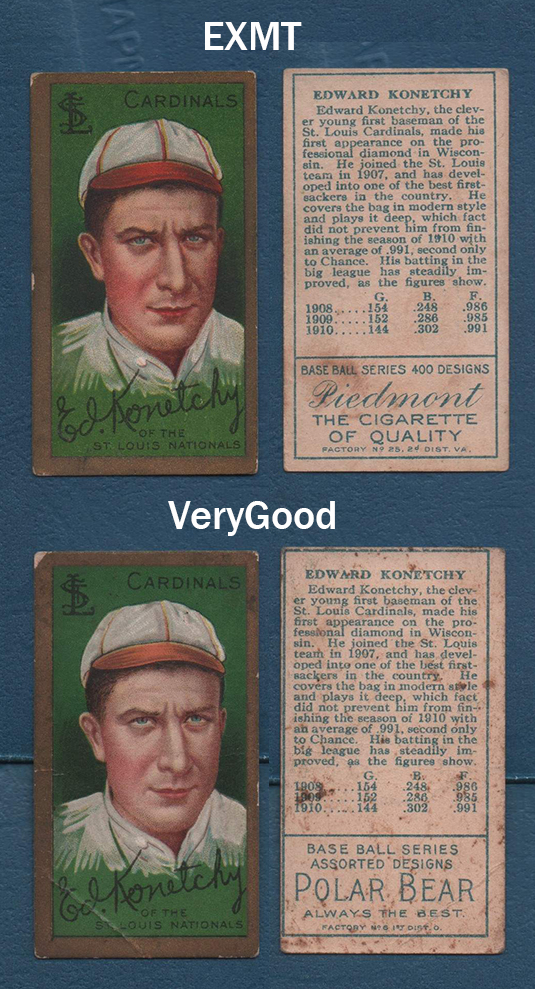 EXMT
SL
CARDINALS
Ed. Konetchy
OF THE
ST. LOUIS NATIONALS
EDWARD KONETCHY
Edward Konetchy, the clev-
er young first baseman of the
St. Louis Cardinals, made his
first appearance on the pro-
fessional diamond in Wiscon-
sin. He joined the St. Louis
team in 1907, and has devel-
oped into one of the best first-
sackers in the country. He
covers the bag in modern style
and plays it deep, which fact
did not prevent him from fin-
ishing the season of 1910 with
an average of .991, second only
to Chance. His batting in the
big league has steadily im-
proved, as the figures show.
G. B. F.
1908.....154 .248 .986
1909.....152 .286 .985
1910.....144 .302 .991
BASE BALL SERIES 400 DESIGNS
Piedmont
THE CIGARETTE
OF QUALITY
FACTORY Nº 25, 2ᵈ DIST. VA.
VeryGood
SL
CARDINALS
Ed. Konetchy
OF THE
ST. LOUIS NATIONALS
EDWARD KONETCHY
Edward Konetchy, the clev-
er young first baseman of the
St. Louis Cardinals, made his
first appearance on the pro-
fessional diamond in Wiscon-
sin. He joined the St. Louis
team in 1907, and has devel-
oped into one of the best first-
sackers in the country. He
covers the bag in modern style
and plays it deep, which fact
did not prevent him from fin-
ishing the season of 1910 with
an average of .991, second only
to Chance. His batting in the
big league has steadily im-
proved, as the figures show.
G. B. F.
1908.....154 .248 .986
1909.....152 .286 .985
1910.....144 .302 .991
BASE BALL SERIES
ASSORTED DESIGNS
POLAR BEAR
ALWAYS THE BEST.
FACTORY Nº 6 1ST DIST. O.